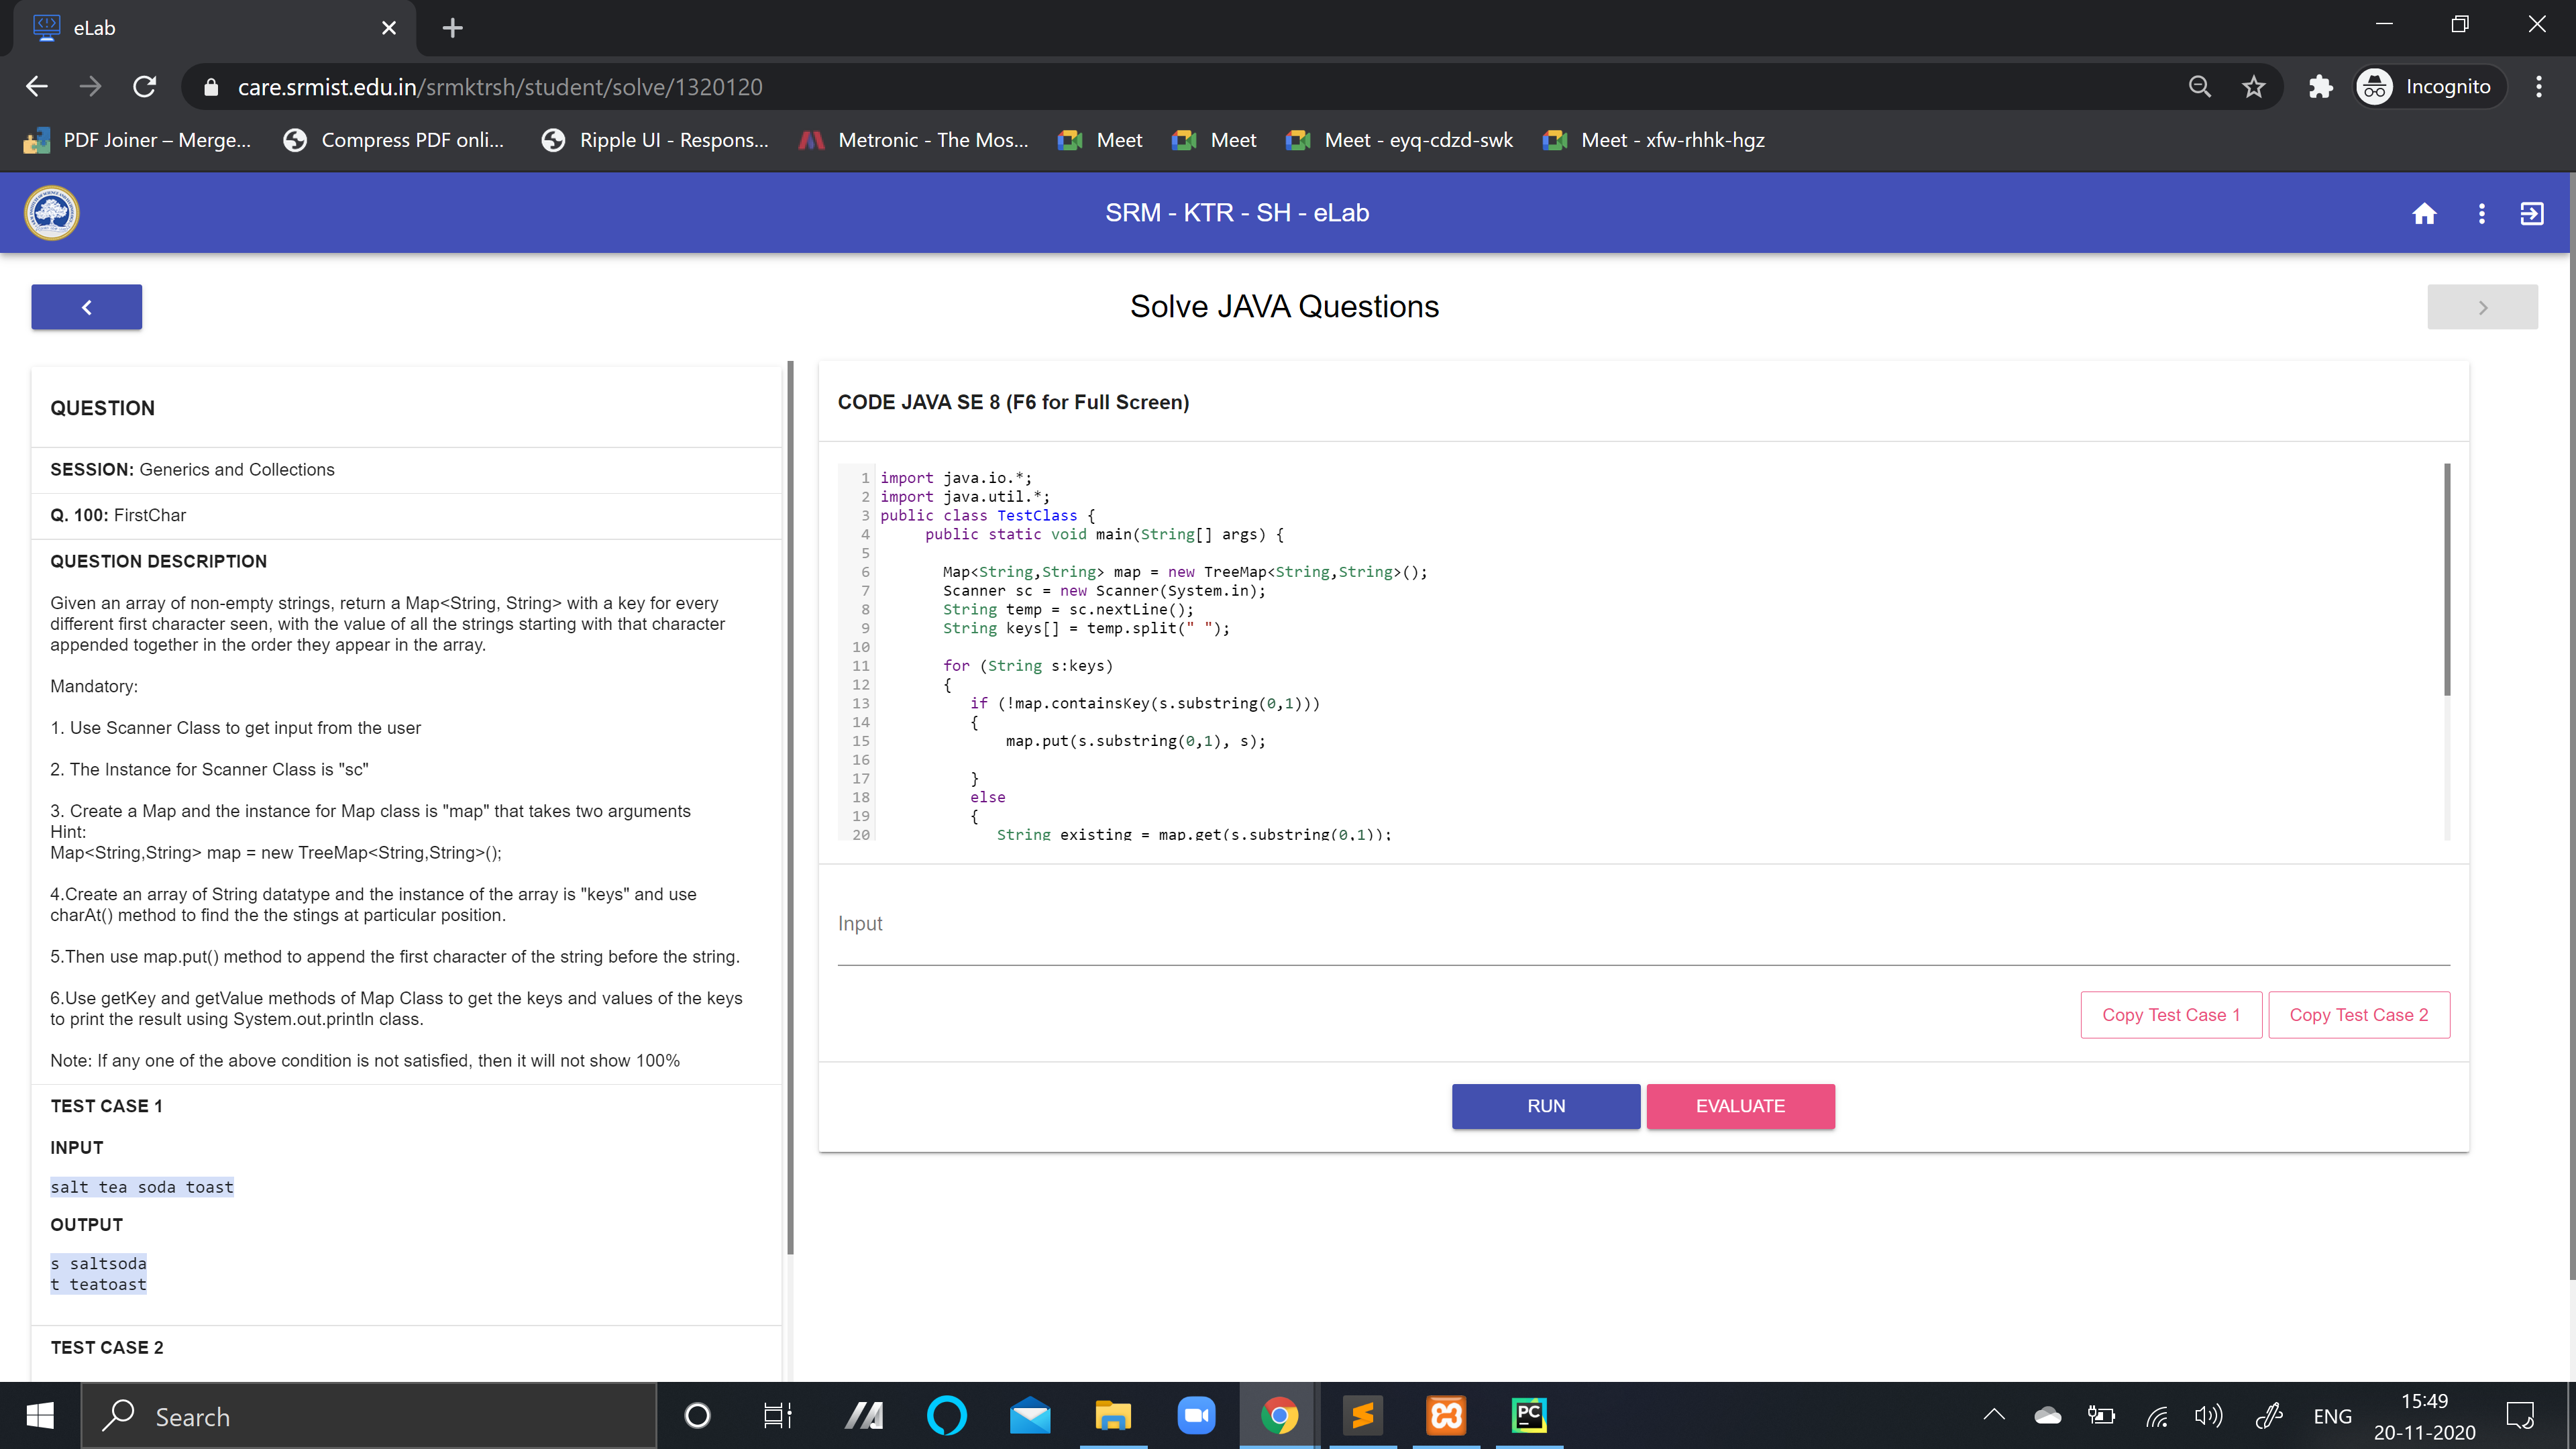 eLab
care.srmist.edu.in/srmktrsh/student/solve/1320120
Incognito
PDF Joiner – Merge...
Compress PDF onli...
Ripple UI - Respons...
Metronic - The Mos...
Meet
Meet
Meet - eyq-cdzd-swk
Meet - xfw-rhhk-hgz
SRM - KTR - SH - eLab
Solve JAVA Questions
QUESTION
SESSION: Generics and Collections
Q. 100: FirstChar
QUESTION DESCRIPTION
Given an array of non-empty strings, return a Map<String, String> with a key for every
different first character seen, with the value of all the strings starting with that character
appended together in the order they appear in the array.
Mandatory:
1. Use Scanner Class to get input from the user
2. The Instance for Scanner Class is "sc"
3. Create a Map and the instance for Map class is "map" that takes two arguments
Hint:
Map<String,String> map = new TreeMap<String,String>();
4.Create an array of String datatype and the instance of the array is "keys" and use
charAt() method to find the the stings at particular position.
5.Then use map.put() method to append the first character of the string before the string.
6.Use getKey and getValue methods of Map Class to get the keys and values of the keys
to print the result using System.out.println class.
Note: If any one of the above condition is not satisfied, then it will not show 100%
TEST CASE 1
INPUT
salt tea soda toast
OUTPUT
s saltsoda
t teatoast
TEST CASE 2
CODE JAVA SE 8 (F6 for Full Screen)
1 import java.io.*;
2 import java.util.*;
3 public class TestClass {
4 public static void main(String[] args) {
5
6 Map<String,String> map = new TreeMap<String,String>();
7 Scanner sc = new Scanner(System.in);
8 String temp = sc.nextLine();
9 String keys[] = temp.split(" ");
10
11 for (String s:keys)
12 {
13 if (!map.containsKey(s.substring(0,1)))
14 {
15 map.put(s.substring(0,1), s);
16
17 }
18 else
19 {
20 String existing = map.get(s.substring(0,1));
Input
Copy Test Case 1
Copy Test Case 2
RUN
EVALUATE
Search
PC
ENG
15:49
20-11-2020